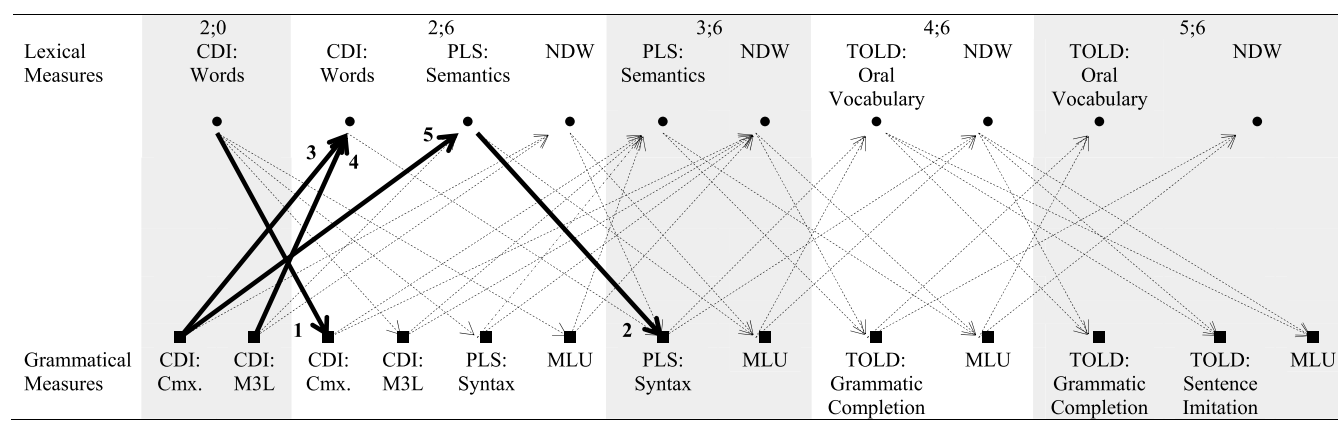 2;0 2;6 3;6 4;6 5;6
Lexical CDI: CDI: PLS: NDW PLS: NDW TOLD: NDW TOLD: NDW
Measures Words Words Semantics Semantics Oral Oral
Vocabulary Vocabulary
5
3 4
1 2
Grammatical CDI: CDI: CDI: CDI: PLS: MLU PLS: MLU TOLD: MLU TOLD: TOLD: MLU
Measures Cmx. M3L Cmx. M3L Syntax Syntax Grammatic Grammatic Sentence
Completion Completion Imitation